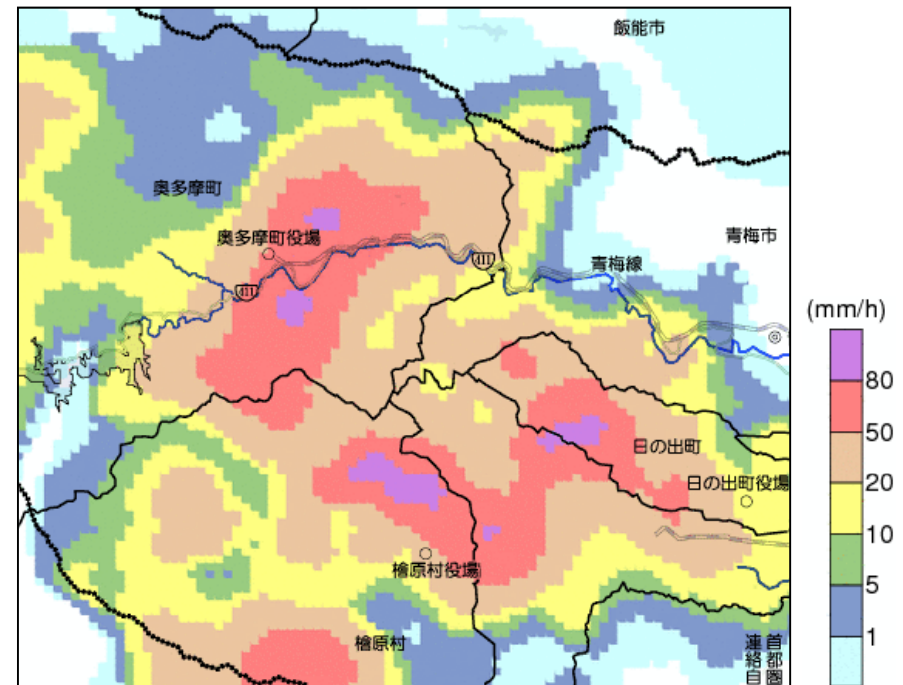 飯能市
奥多摩町
奥多摩町役場
青梅市
411
青梅線
411
(mm/h)
80
50
20
10
5
1
日の出町
日の出町役場
檜原村役場
檜原村
首都圏
連絡自